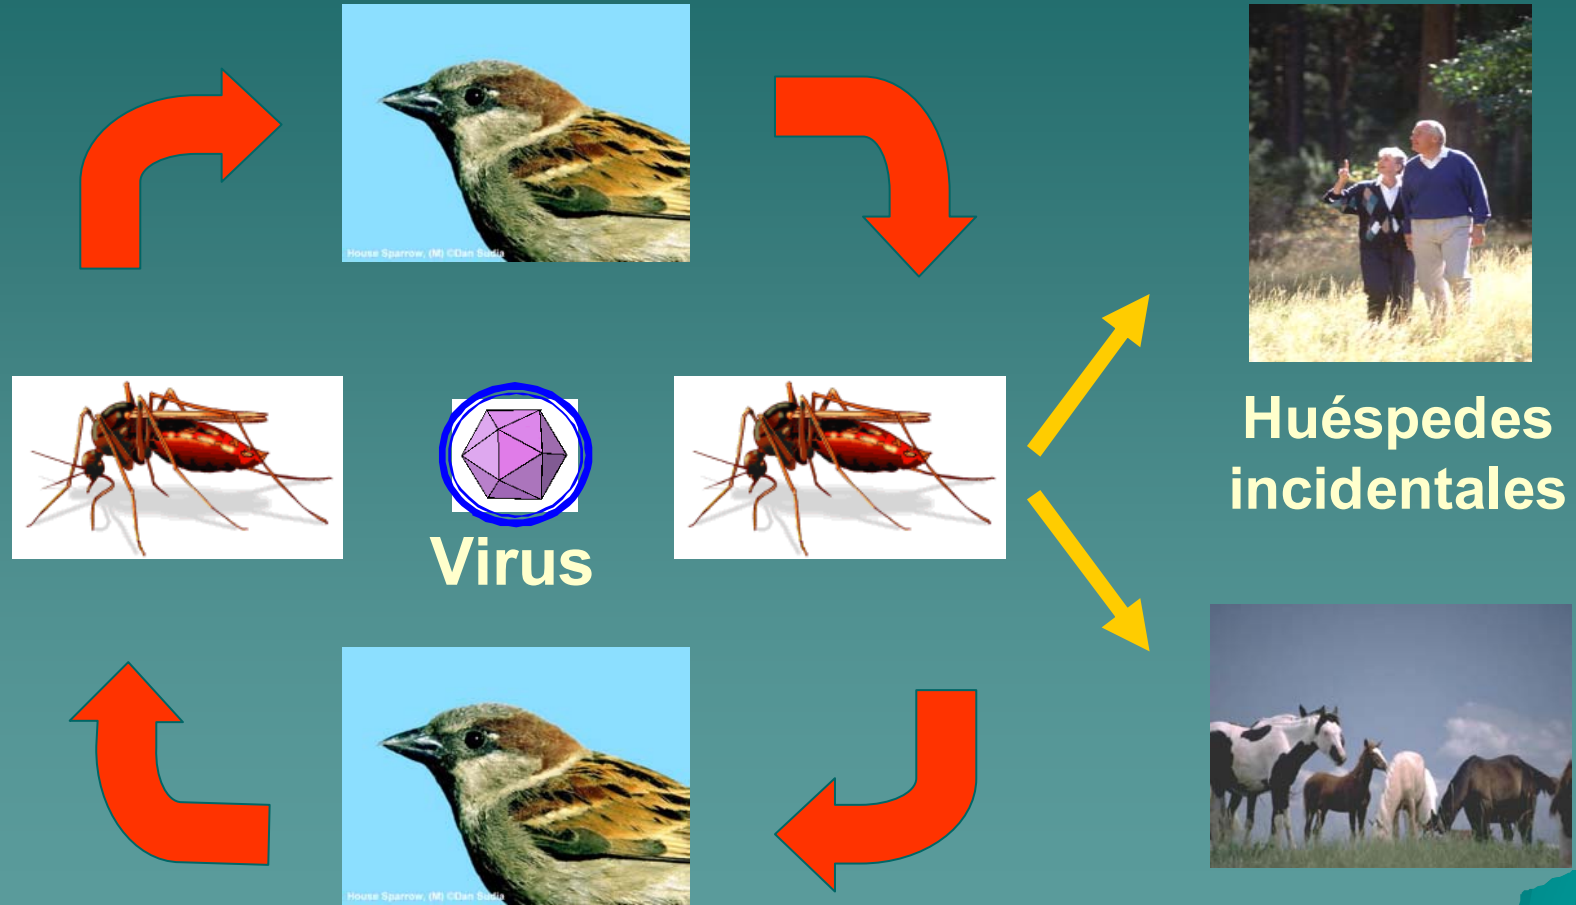 House Sparrow, (M) ©Dan Sudia
Virus
Huéspedes
incidentales
House Sparrow, (M) ©Dan Sudia